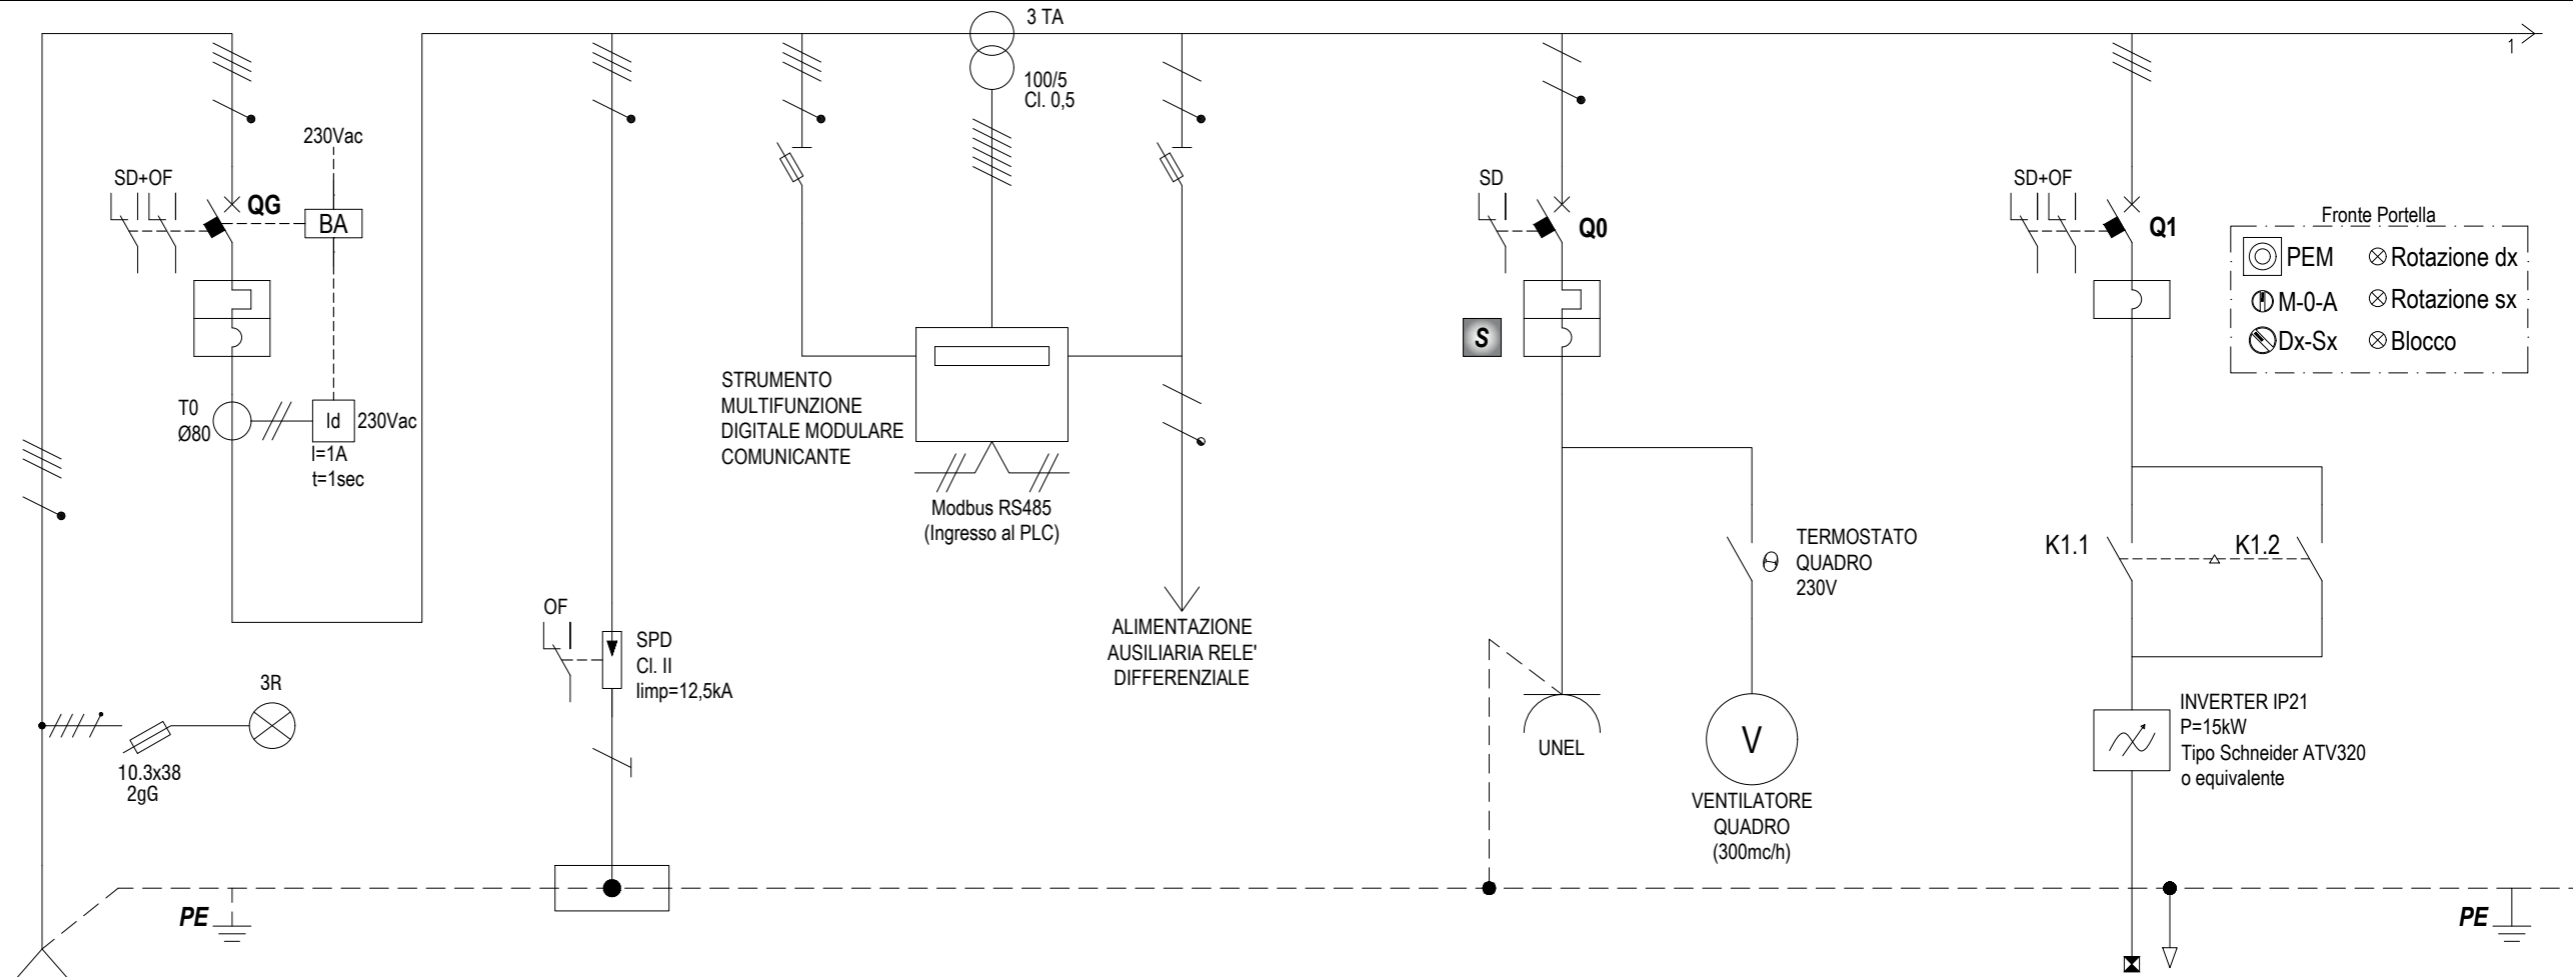 3 TA
100/5
Cl. 0,5
1
230Vac
SD+OF
QG
BA
T0
Ø80
Id
230Vac
I=1A
t=1sec
3R
10.3x38
2gG
PE
OF
SPD
Cl. II
Iimp=12,5kA
STRUMENTO
MULTIFUNZIONE
DIGITALE MODULARE
COMUNICANTE
Modbus RS485
(Ingresso al PLC)
ALIMENTAZIONE
AUSILIARIA RELE'
DIFFERENZIALE
SD
Q0
S
UNEL
TERMOSTATO
QUADRO
230V
V
VENTILATORE
QUADRO
(300mc/h)
SD+OF
Q1
Fronte Portella
PEM
Rotazione dx
M-0-A
Rotazione sx
Dx-Sx
Blocco
K1.1
K1.2
INVERTER IP21
P=15kW
Tipo Schneider ATV320
o equivalente
PE